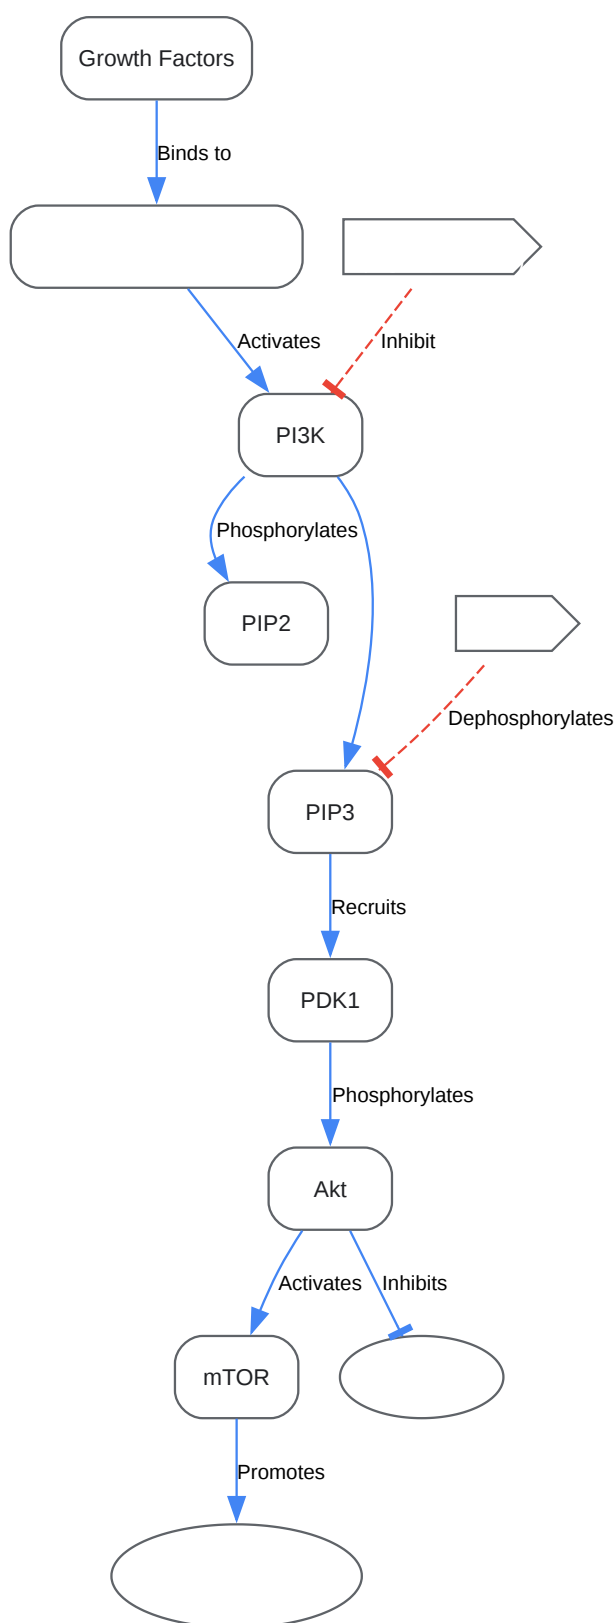 Growth Factors
Binds to
Activates
Inhibit
PI3K
Phosphorylates
PIP2
Dephosphorylates
PIP3
Recruits
PDK1
Phosphorylates
Akt
Activates
Inhibits
mTOR
Promotes